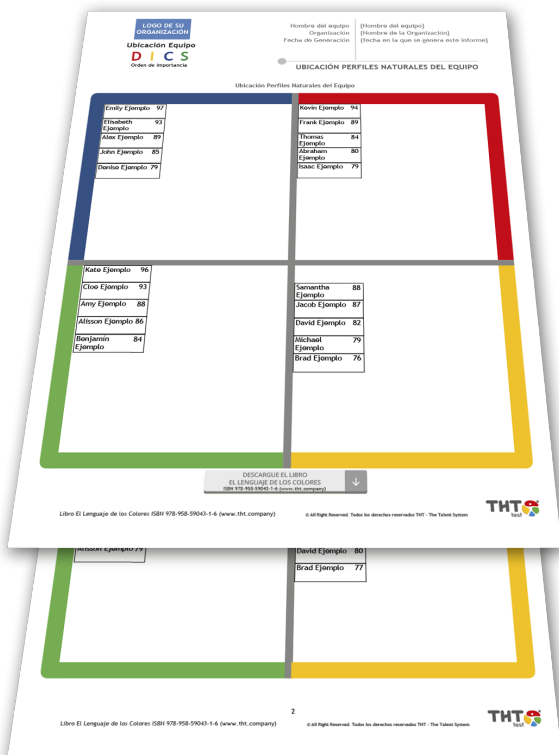 LOGO DE SU
ORGANIZACIÓN
Ubicación Equipo
D I C S
Orden de importancia
Nombre del equipo [Nombre del equipo]
Organización [Nombre de la Organización]
Fecha de Generación [fecha en la que se genera este informe]
UBICACIÓN PERFILES NATURALES DEL EQUIPO
Ubicación Perfiles Naturales del Equipo
Emily Ejemplo 97
Elisabeth 93
Ejemplo
Alex Ejemplo 89
John Ejemplo 85
Denise Ejemplo 79
Kevin Ejemplo 94
Frank Ejemplo 89
Thomas 84
Ejemplo
Abraham 80
Ejemplo
Isaac Ejemplo 79
Kate Ejemplo 96
Cloe Ejemplo 93
Amy Ejemplo 88
Alisson Ejemplo 86
Benjamín 84
Ejemplo
Samantha 88
Ejemplo
Jacob Ejemplo 87
David Ejemplo 82
Michael 79
Ejemplo
Brad Ejemplo 76
DESCARGUE EL LIBRO
EL LENGUAJE DE LOS COLORES
ISBN 978-958-59043-1-6 (www.tht.company)
Libro El Lenguaje de los Colores ISBN 978-958-59043-1-6 (www.tht.company)
© All Right Reserved. Todos los derechos reservados THT - The Talent System
THT
test
Alisson Ejemplo 79
David Ejemplo 80
Brad Ejemplo 77
2
Libro El Lenguaje de los Colores ISBN 978-958-59043-1-6 (www.tht.company)
© All Right Reserved. Todos los derechos reservados THT - The Talent System
THT
test